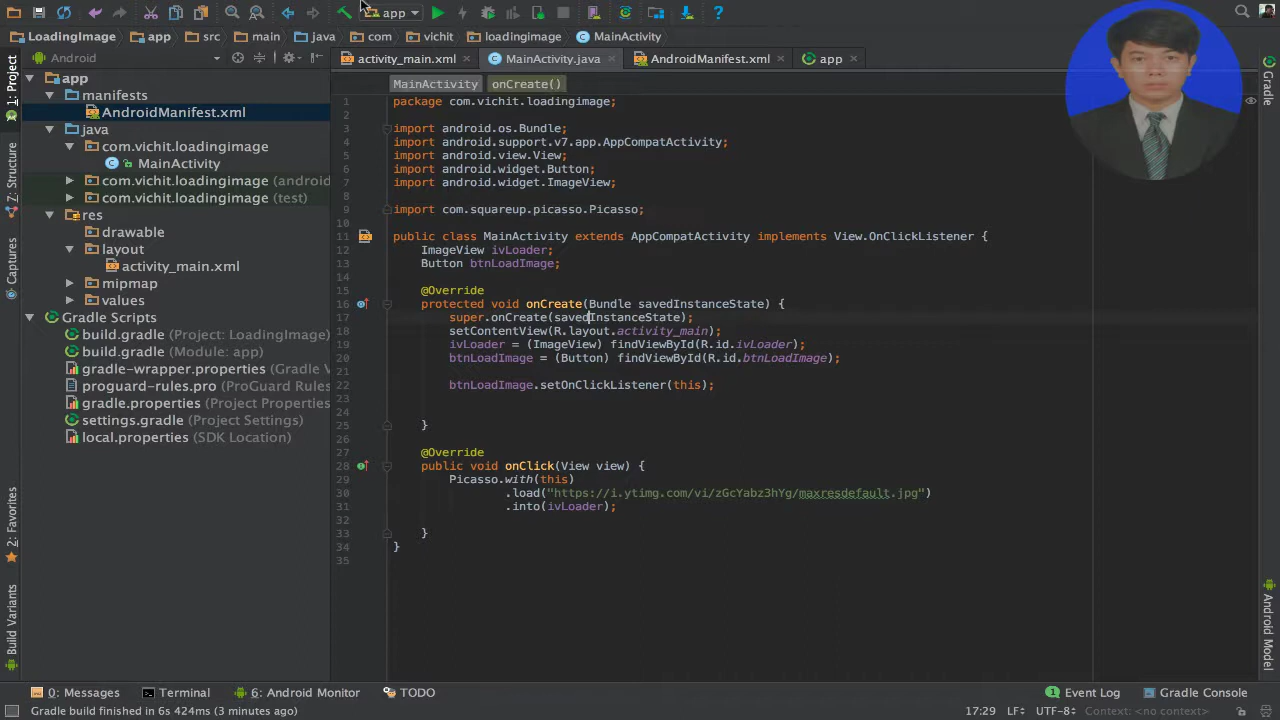 app
LoadingImage app src main java com vichit loadingimage MainActivity
Android
activity_main.xml MainActivity.java AndroidManifest.xml app
MainActivity onCreate()
1: Project
7: Structure
Captures
2: Favorites
Build Variants
app
manifests
AndroidManifest.xml
java
com.vichit.loadingimage
MainActivity
com.vichit.loadingimage (android
com.vichit.loadingimage (test)
res
drawable
layout
activity_main.xml
mipmap
values
Gradle Scripts
build.gradle (Project: LoadingImage)
build.gradle (Module: app)
gradle-wrapper.properties (Gradle V
proguard-rules.pro (ProGuard Rules
gradle.properties (Project Properties
settings.gradle (Project Settings)
local.properties (SDK Location)
1 package com.vichit.loadingimage;
2
3 import android.os.Bundle;
4 import android.support.v7.app.AppCompatActivity;
5 import android.view.View;
6 import android.widget.Button;
7 import android.widget.ImageView;
8
9 import com.squareup.picasso.Picasso;
10
11 public class MainActivity extends AppCompatActivity implements View.OnClickListener {
12 ImageView ivLoader;
13 Button btnLoadImage;
14
15 @Override
16 protected void onCreate(Bundle savedInstanceState) {
17 super.onCreate(savedInstanceState);
18 setContentView(R.layout.activity_main);
19 ivLoader = (ImageView) findViewById(R.id.ivLoader);
20 btnLoadImage = (Button) findViewById(R.id.btnLoadImage);
21
22 btnLoadImage.setOnClickListener(this);
23
24
25 }
26
27 @Override
28 public void onClick(View view) {
29 Picasso.with(this)
30 .load("https://i.ytimg.com/vi/zGcYabz3hYg/maxresdefault.jpg")
31 .into(ivLoader);
32
33 }
34 }
35
Gradle
Android Model
0: Messages Terminal 6: Android Monitor TODO 1 Event Log Gradle Console
Gradle build finished in 6s 424ms (3 minutes ago) 17:29 LF÷ UTF-8÷ Context: <no context>